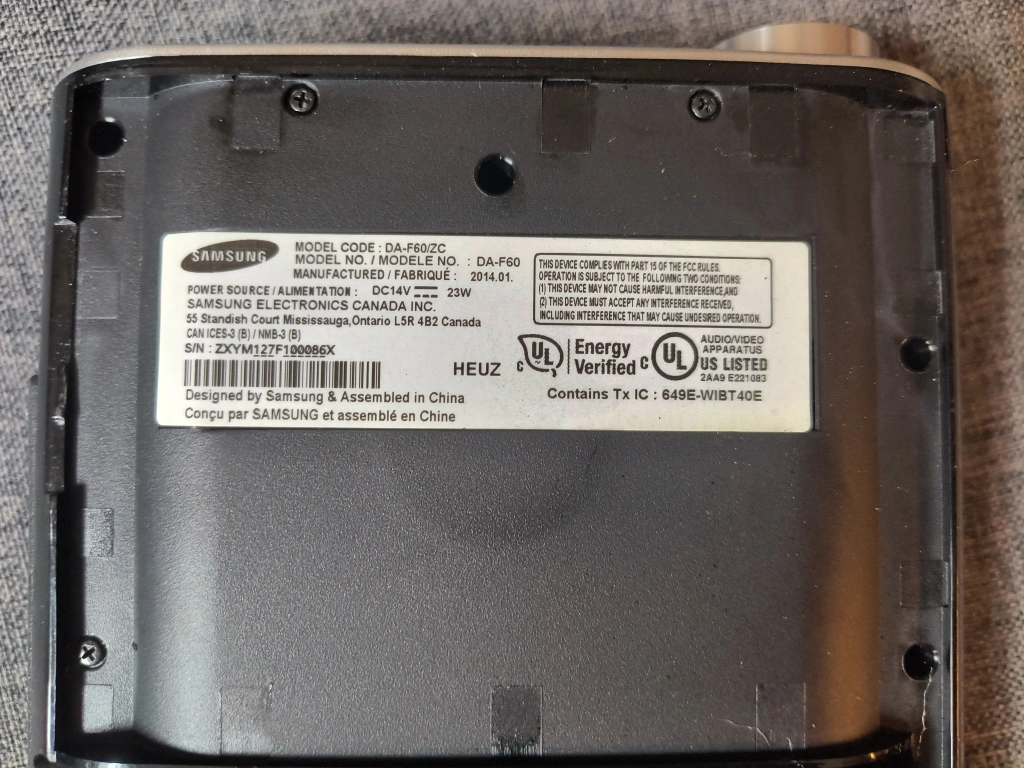 SAMSUNG
MODEL CODE : DA-F60/ZC
MODEL NO. / MODELE NO. : DA-F60
MANUFACTURED / FABRIQUÉ : 2014.01.
POWER SOURCE / ALIMENTATION : DC14V 23W
SAMSUNG ELECTRONICS CANADA INC.
55 Standish Court Mississauga,Ontario L5R 4B2 Canada
CAN ICES-3 (B) / NMB-3 (B)
S/N : ZXYM127F100086X
Designed by Samsung & Assembled in China
Conçu par SAMSUNG et assemblé en Chine
HEUZ
THIS DEVICE COMPLIES WITH PART 15 OF THE FCC RULES.
OPERATION IS SUBJECT TO THE FOLLOWING TWO CONDITIONS:
(1) THIS DEVICE MAY NOT CAUSE HARMFUL INTERFERENCE,AND
(2) THIS DEVICE MUST ACCEPT ANY INTERFERENCE RECEIVED,
INCLUDING INTERFERENCE THAT MAY CAUSE UNDESIRED OPERATION.
C UL Energy
Verified
C UL AUDIO/VIDEO
APPARATUS
US LISTED
2AA9 E221083
Contains Tx IC : 649E-WIBT40E